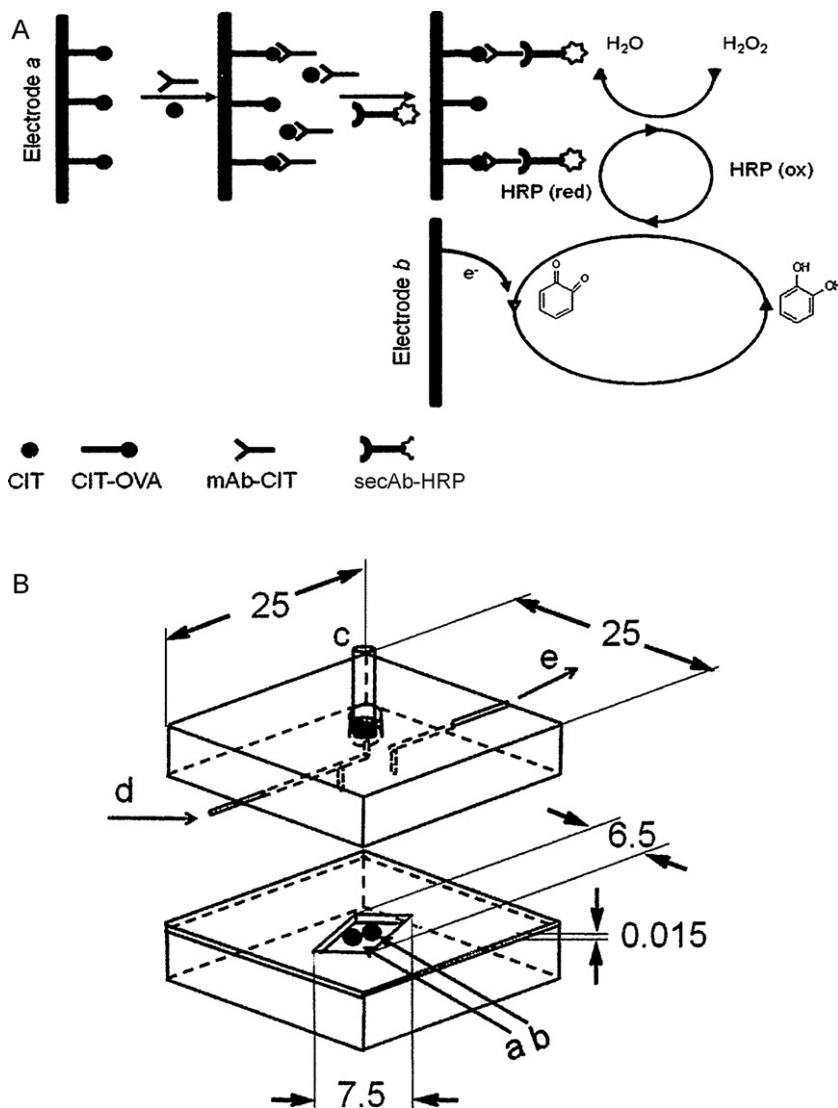 A
Electrode a
H₂O
H₂O₂
HRP (red)
HRP (ox)
Electrode b
e⁻
O
O
OH
OH
CIT
CIT-OVA
mAb-CIT
secAb-HRP
B
25
c
25
e
d
6.5
0.015
a b
7.5